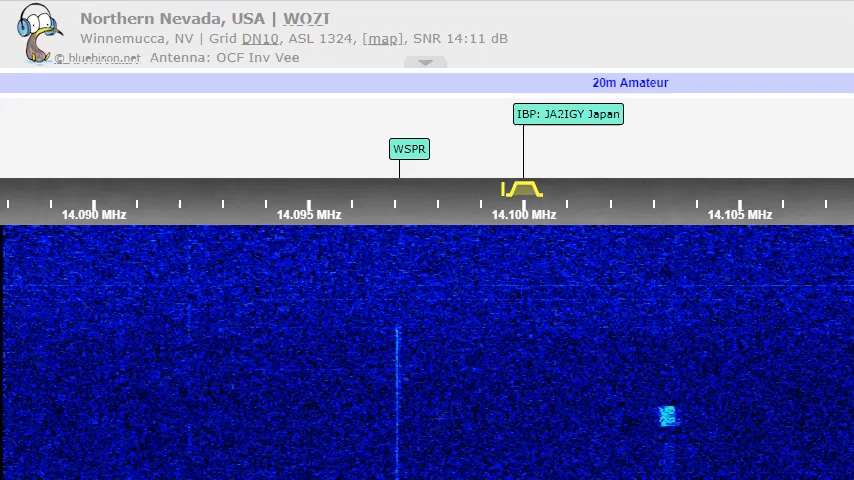 Northern Nevada, USA | WO7I
Winnemucca, NV | Grid DN10, ASL 1324, [map], SNR 14:11 dB
© bluebison.net Antenna: OCF Inv Vee
20m Amateur
IBP: JA2IGY Japan
WSPR
14.090 MHz 14.095 MHz 14.100 MHz 14.105 MHz